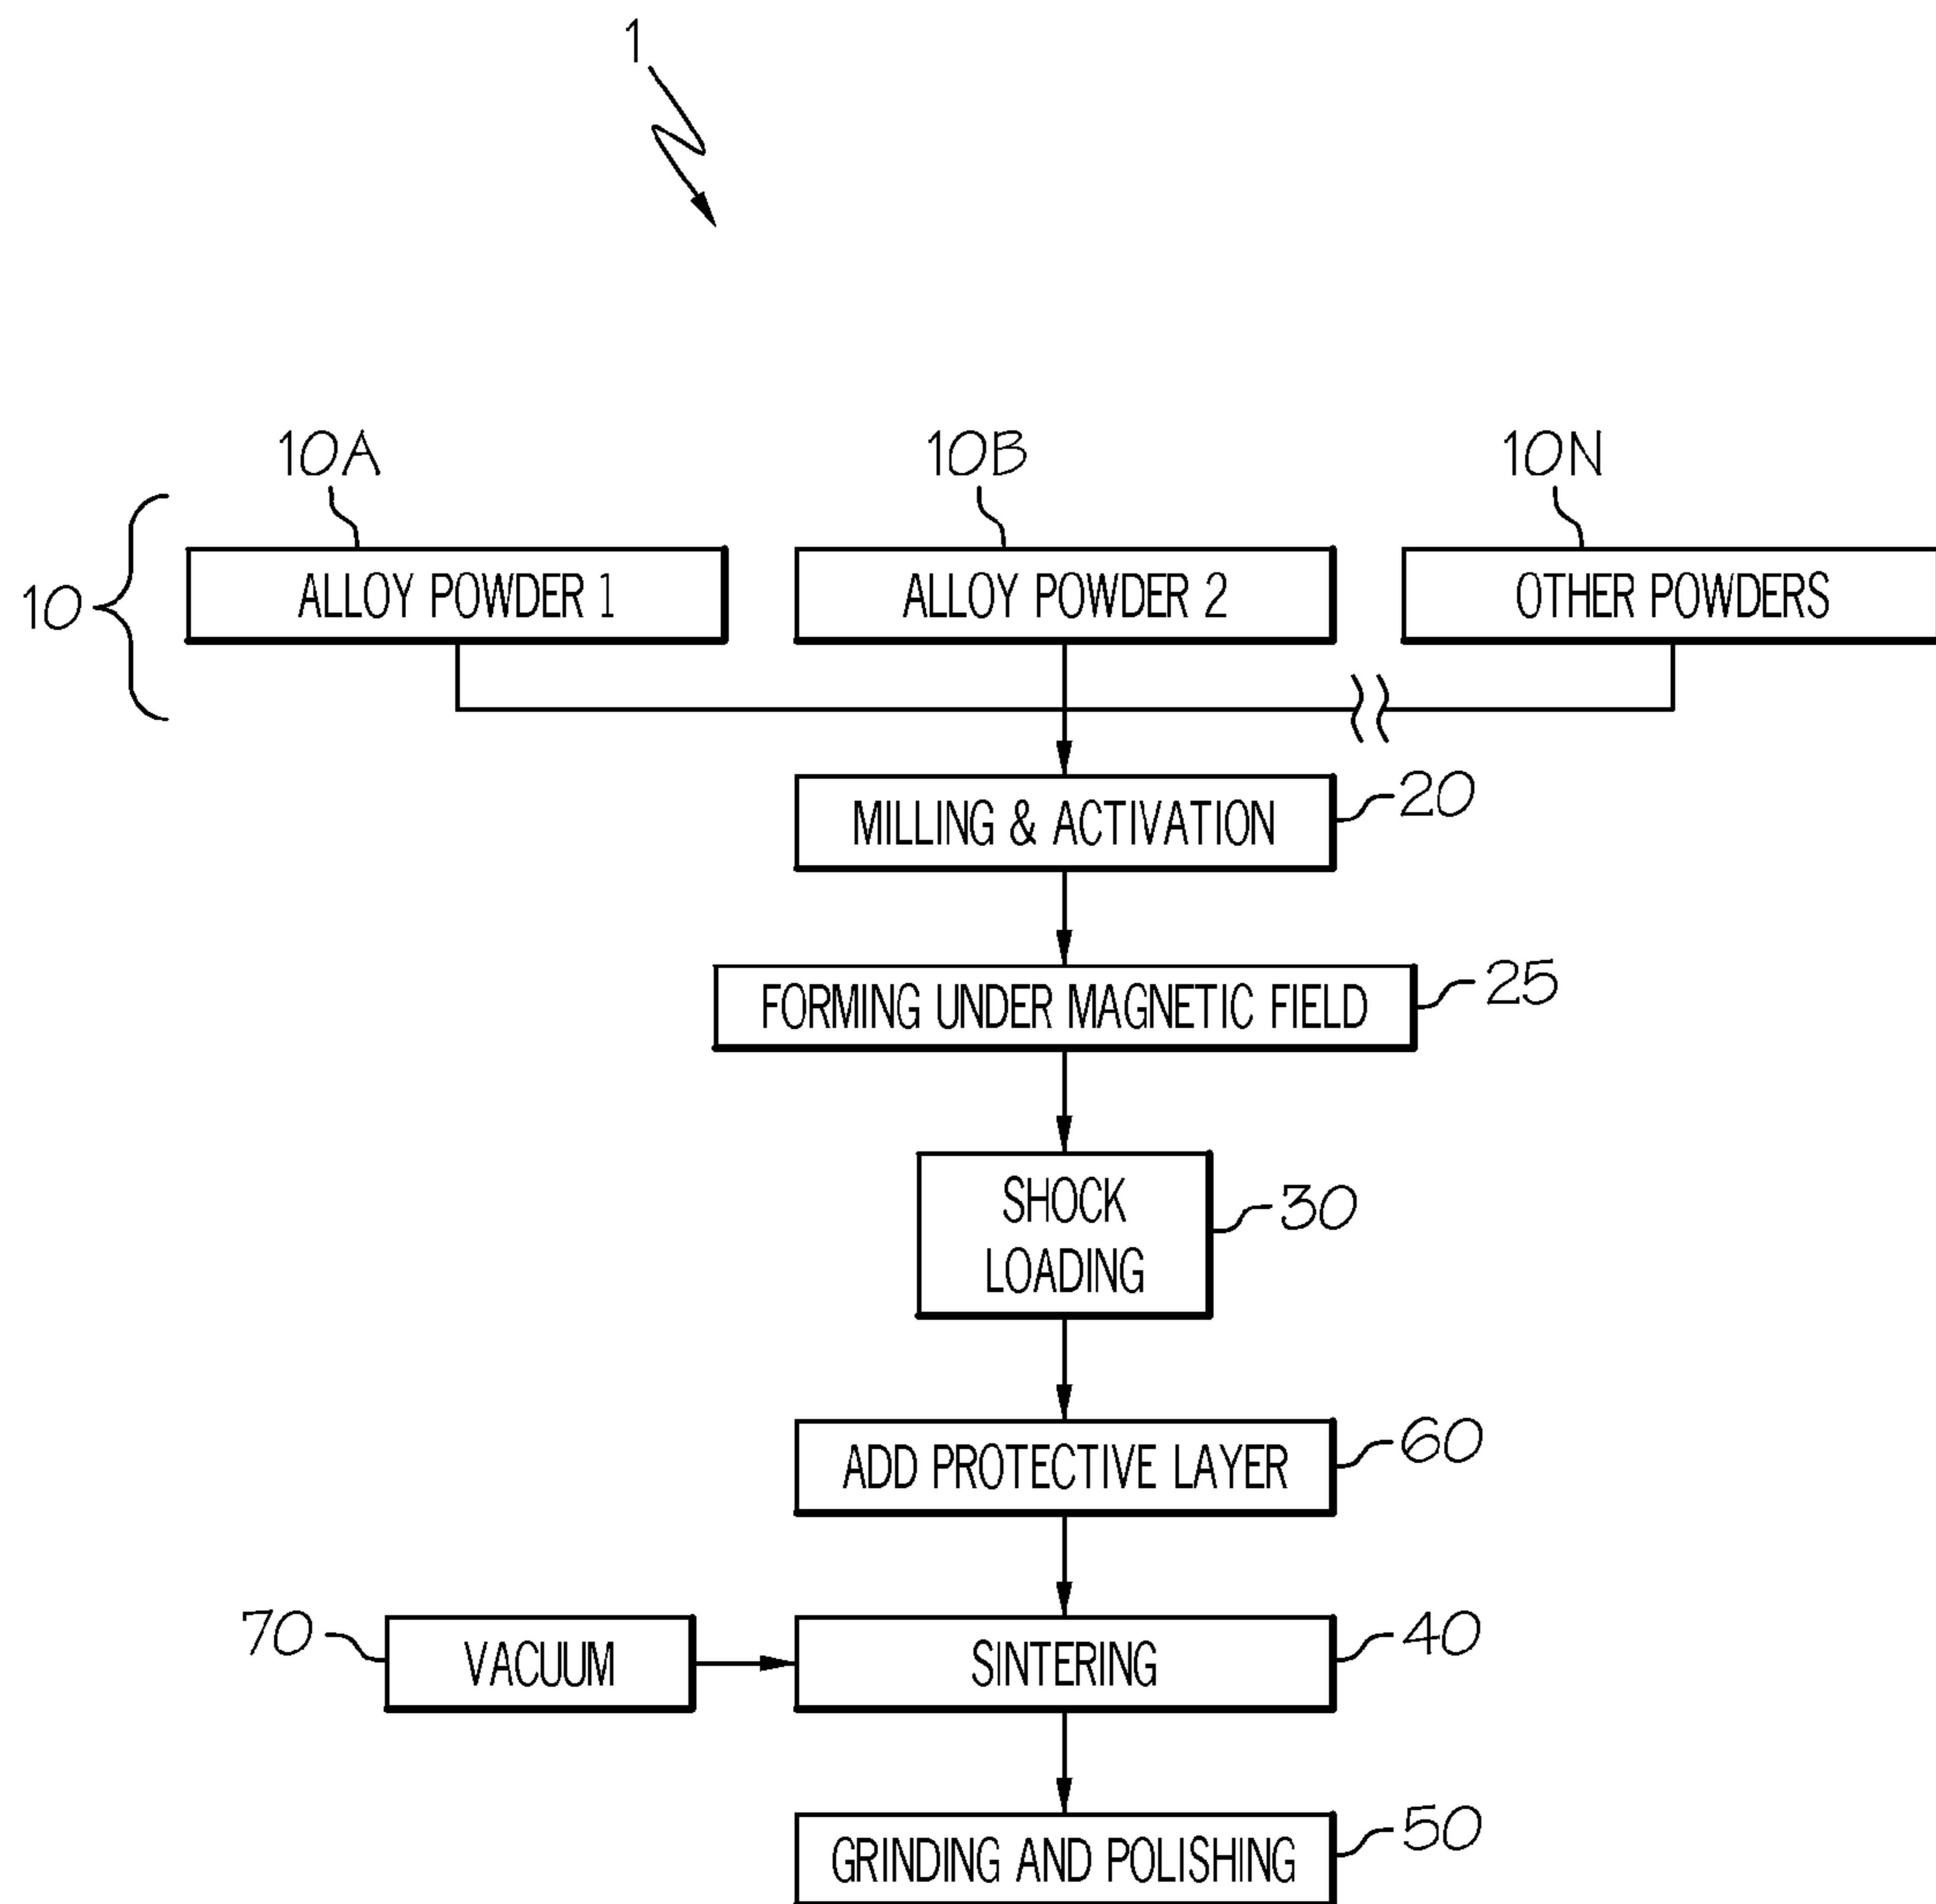 1
10A
10B
10N
10
ALLOY POWDER 1
ALLOY POWDER 2
OTHER POWDERS
MILLING & ACTIVATION
20
FORMING UNDER MAGNETIC FIELD
25
SHOCK
LOADING
30
ADD PROTECTIVE LAYER
60
70
VACUUM
SINTERING
40
GRINDING AND POLISHING
50